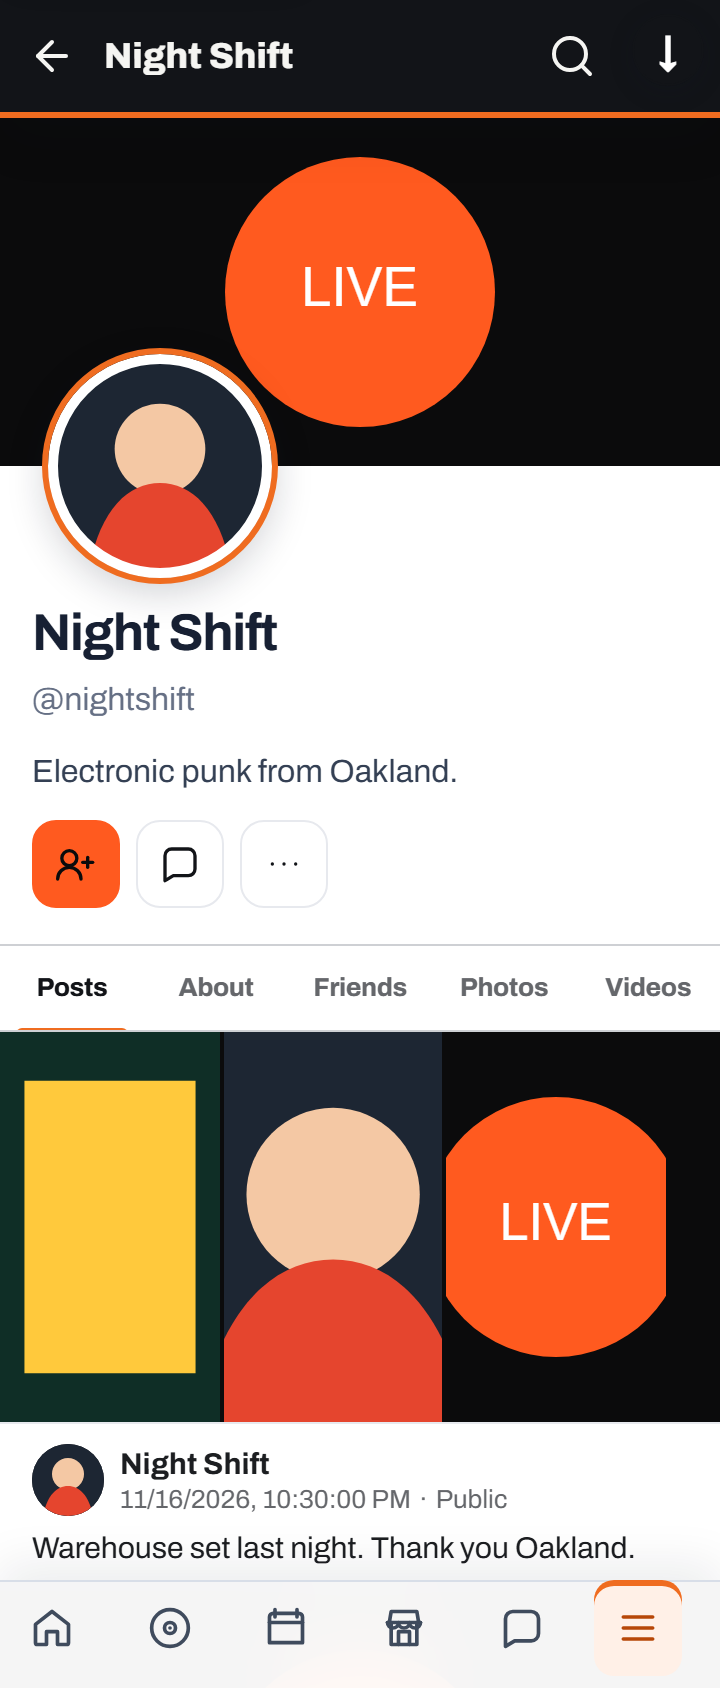 Night Shift
LIVE
Night Shift
@nightshift
Electronic punk from Oakland.
Posts About Friends Photos Videos
LIVE
Night Shift
11/16/2026, 10:30:00 PM · Public
Warehouse set last night. Thank you Oakland.